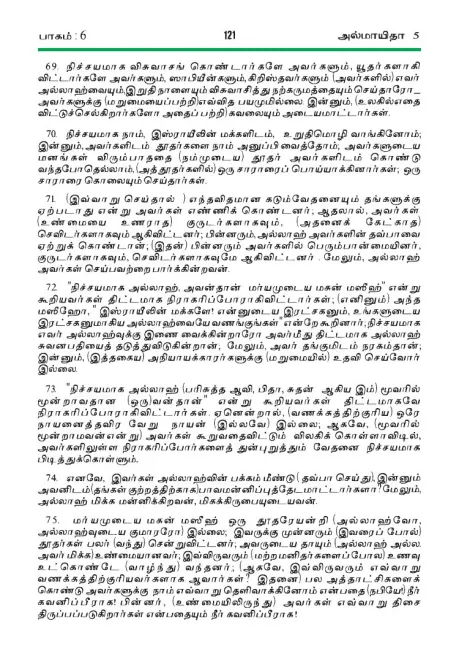 பாகம் : 6 121 அல்மாயிதா 5
69. நிச்சயமாக விசுவாசங் கொண்டார்களே அவர்களும், யூதர்களாகி
விட்டார்களே அவர்களும், ஸாபியீன்களும்,கிறிஸ்தவர்களும் (அவர்களில்) எவர்
அல்லாஹ்வையும்,இறுதி நாளையும் விசுவாசித்து நற்கருமத்தையும் செய்தாரோ_
அவர்களுக்கு (மறுமையைப்பற்றி)எவ்வித பயமுமில்லை. இன்னும், (உலகில்எதை
விட்டுச்செல்கிறார்களோ அதைப் பற்றி)கவலையும் அடையமாட்டார்கள்.
70. நிச்சயமாக நாம், இஸ்ராயீலின் மக்களிடம், உறுதிமொழி வாங்கினோம்;
இன்னும்,அவர்களிடம் தூதர்களை நாம் அனுப்பி வைத்தோம்; அவர்களுடைய
மனங்கள் விரும்பாததை (நம்முடைய) தூதர் அவர்களிடம் கொண்டு
வந்தபோதெல்லாம்,(அத்தூதர்களில்) ஒரு சாராரைப் பொய்யாக்கினார்கள்; ஒரு
சாராரை கொலையும்செய்தார்கள்.
71. (இவ்வாறு செய்தால் ) எந்தவிதமான கடும்வேதனையும் தங்களுக்கு
ஏற்படாது என்று அவர்கள் எண்ணிக் கொண்டனர்; ஆதலால், அவர்கள்
(உண்மையை உணராத) குருடர்களாகவும், (அதனைக் கேட்காத)
செவிடர்களாகவும் ஆகிவிட்டனர்; பின்னரும்,அல்லாஹ் அவர்களின் தவ்பாவை
ஏற்றுக் கொண்டான்; (இதன்) பின்னரும் அவர்களில் பெரும்பான்மையினர்,
குருடர்களாகவும், செவிடர்களாகவுமே ஆகிவிட்டனர் . மேலும், அல்லாஹ்
அவர்கள் செய்பவற்றை பார்க்கின்றவன்.
72. "நிச்சயமாக அல்லாஹ், அவன்தான் மர்யமுடைய மகன் மஸீஹ்" என்று
கூறியவர்கள் திட்டமாக நிராகரிப்போராகிவிட்டார்கள்; (எனினும்) அந்த
மஸீஹோ, " இஸ்ராயீலின் மக்களே! என்னுடைய இரட்சகனும், உங்களுடைய
இரட்சகனுமாகிய அல்லாஹ்வையேவணங்குங்கள்" என்றே கூறினார்; நிச்சயமாக
எவர் அல்லாஹ்வுக்கு இணை வைக்கின்றாரோ அவர்மீது திட்டமாக அல்லாஹ்
சுவனபதியைத் தடுத்துவிடுகின்றான்; மேலும், அவர் தங்குமிடம் நரகம்தான்;
இன்னும், (இத்தகைய) அநியாயக்காரர்களுக்கு (மறுமையில்) உதவி செய்வோர்
இல்லை.
73. "நிச்சயமாக அல்லாஹ் (பரிசுத்த ஆவி, பிதா, சுதன் ஆகிய இம்) மூவரில்
மூன்றாவதான (ஒரு)வன்தான்" என்று கூறியவர்கள் திட்டமாகவே
நிராகரிப்போராகிவிட்டார்கள். ஏனென்றால், (வணக்கத்திற்குரிய) ஒரே
நாயனைத்தவிர வேறு நாயன் (இல்லவே) இல்லை; ஆகவே, (மூவரில்
மூன்றாமவன்என்று) அவர்கள் கூறுவதைவிட்டும் விலகிக் கொள்ளாவிடில்,
அவர்களிலுள்ள நிராகரிப்போர்களைத் துன்புறுத்தும் வேதனை நிச்சயமாக
பிடித்துக்கொள்ளும்.
74. எனவே, இவர்கள் அல்லாஹ்வின் பக்கம் மீண்டு ( தவ்பா செய்து), இன்னும்
அவனிடம்(தங்கள் குற்றத்திற்காக)பாவமன்னிப்புத்தேடமாட்டார்களா? மேலும்,
அல்லாஹ் மிக்க மன்னிக்கிறவன், மிகக்கிருபையுடையவன்.
75. மர்யமுடைய மகன் மஸீஹ் ஒரு தூதரேயன்றி (அல்லாஹ்வோ,
அல்லாஹ்வுடைய குமாரரோ) இல்லை; இவருக்கு முன்னரும் (இவரைப் போல்)
தூதர்கள் பலர் (வந்து) சென்றுவிட்டனர்; அவருடைய தாயும் (அல்லாஹ் அல்ல.
அவர் மிக்க) உண்மையானவர்; இவ்விருவரும் (மற்றமனிதர்களைப்போல) உணவு
உட்கொண்டே (வாழ்ந்து) வந்தனர்; (ஆகவே, இவ்விருவரும் எவ்வாறு
வணக்கத்திற்குரியவர்களாக ஆவார்கள்? இதனை) பல அத்தாட்சிகளைக்
கொண்டு அவர்களுக்கு நாம் எவ்வாறு தெளிவாக்கினோம் என்பதை (நபியே!) நீர்
கவனிப்பீராக! பின்னர், (உண்மையிலிருந்து) அவர்கள் எவ்வாறு திசை
திருப்பப்படுகிறார்கள் என்பதையும் நீர் கவனிப்பீராக!